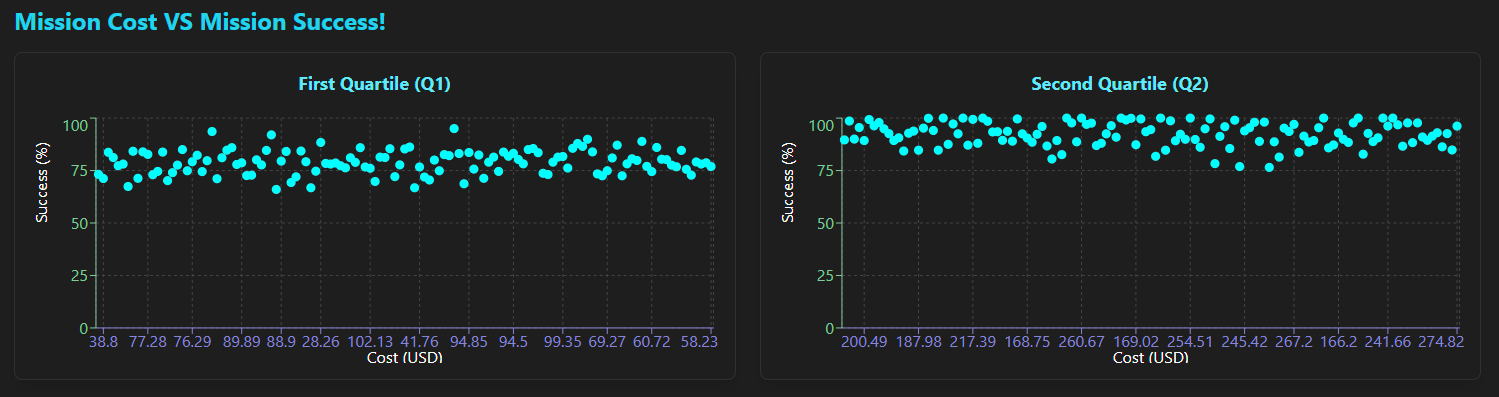 Mission Cost VS Mission Success!
First Quartile (Q1)
100
75
50
25
0
Success (%)
38.8 77.28 76.29 89.89 88.9 28.26 102.13 41.76 94.85 94.5 99.35 69.27 60.72 58.23
Cost (USD)
Second Quartile (Q2)
100
75
50
25
0
Success (%)
200.49 187.98 217.39 168.75 260.67 169.02 254.51 245.42 267.2 166.2 241.66 274.82
Cost (USD)